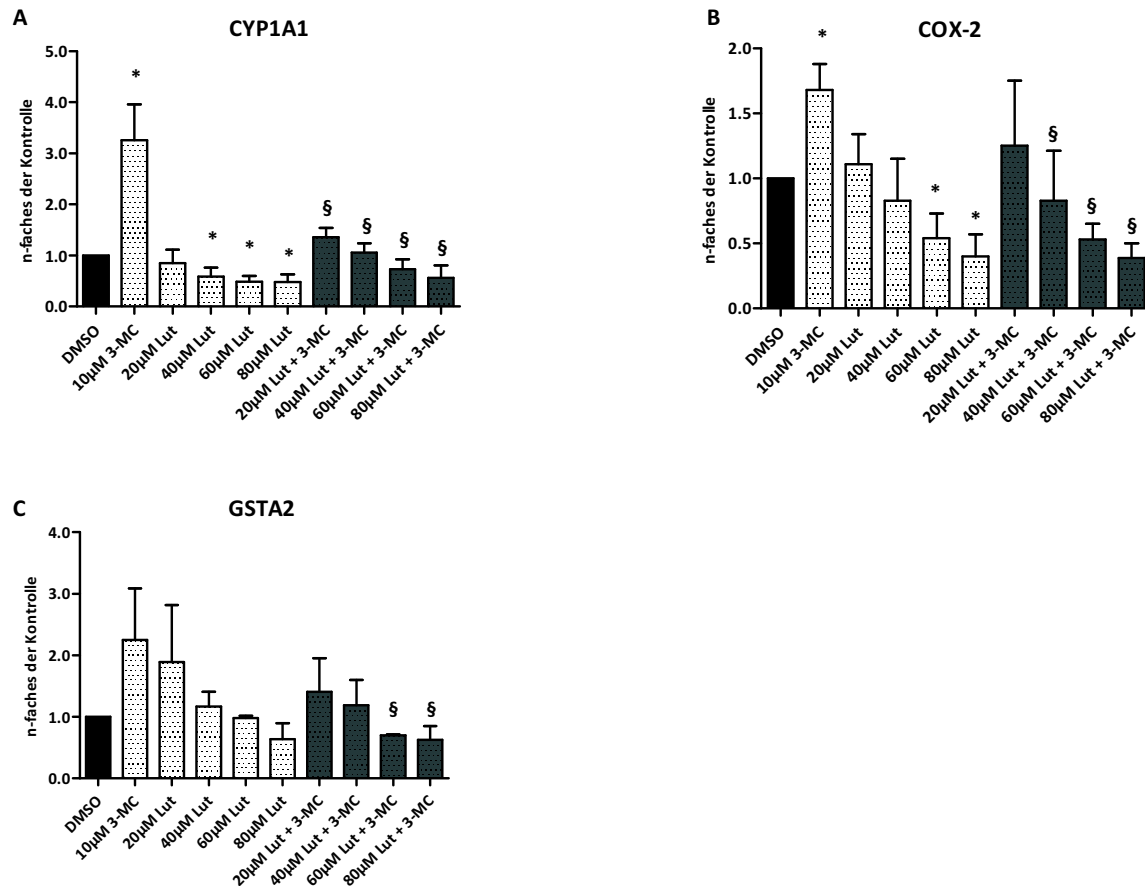 A
CYP1A1
n-faches der Kontrolle
5.0
4.0
3.0
2.0
1.0
0.0
*
*
*
*
§
§
§
§
DMSO
10µM 3-MC
20µM Lut
40µM Lut
60µM Lut
80µM Lut
20µM Lut + 3-MC
40µM Lut + 3-MC
60µM Lut + 3-MC
80µM Lut + 3-MC
B
COX-2
n-faches der Kontrolle
2.0
1.5
1.0
0.5
0.0
*
*
*
§
§
§
DMSO
10µM 3-MC
20µM Lut
40µM Lut
60µM Lut
80µM Lut
20µM Lut + 3-MC
40µM Lut + 3-MC
60µM Lut + 3-MC
80µM Lut + 3-MC
C
GSTA2
n-faches der Kontrolle
4.0
3.0
2.0
1.0
0.0
§
§
DMSO
10µM 3-MC
20µM Lut
40µM Lut
60µM Lut
80µM Lut
20µM Lut + 3-MC
40µM Lut + 3-MC
60µM Lut + 3-MC
80µM Lut + 3-MC